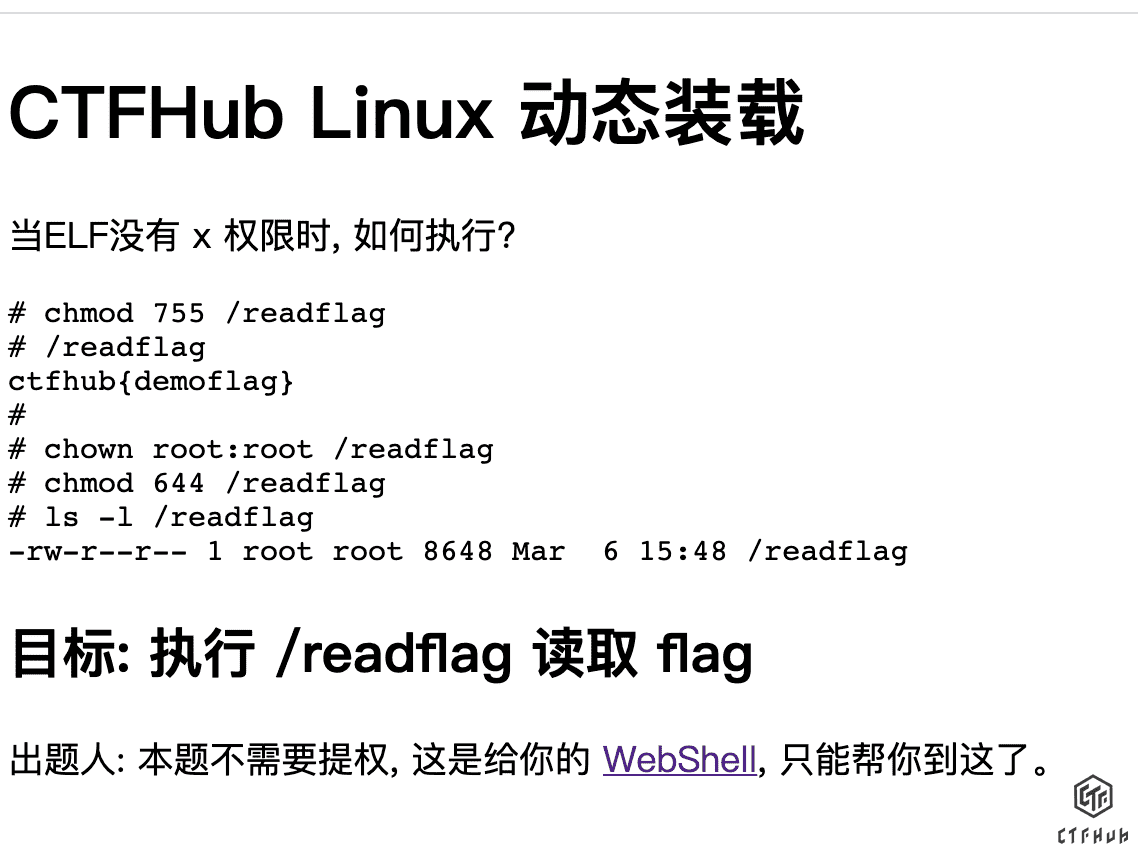 CTFHub Linux 动态装载
当ELF没有 x 权限时, 如何执行?
# chmod 755 /readflag
# /readflag
ctfhub{demoflag}
#
# chown root:root /readflag
# chmod 644 /readflag
# ls -l /readflag
-rw-r--r-- 1 root root 8648 Mar  6 15:48 /readflag
目标: 执行 /readflag 读取 flag
出题人: 本题不需要提权, 这是给你的 WebShell, 只能帮你到这了。
CTFHub